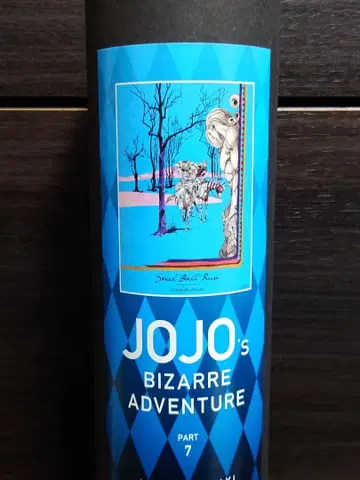 Steel Ball Run
JOJO's
BIZARRE
ADVENTURE
PART
7